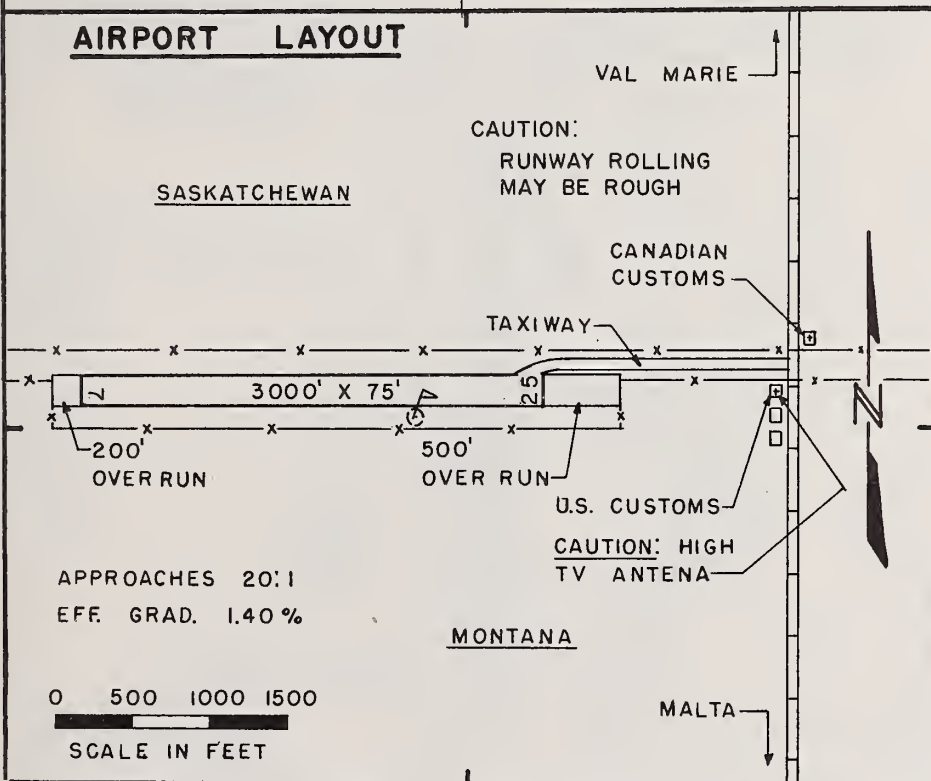 AIRPORT LAYOUT
VAL MARIE
CAUTION:
RUNWAY ROLLING
MAY BE ROUGH
SASKATCHEWAN
CANADIAN
CUSTOMS
TAXIWAY
7
3000' X 75'
25
200'
OVER RUN
500'
OVER RUN
N
U.S. CUSTOMS
CAUTION: HIGH
TV ANTENA
APPROACHES 20:1
EFF. GRAD. 1.40 %
MONTANA
0 500 1000 1500
SCALE IN FEET
MALTA